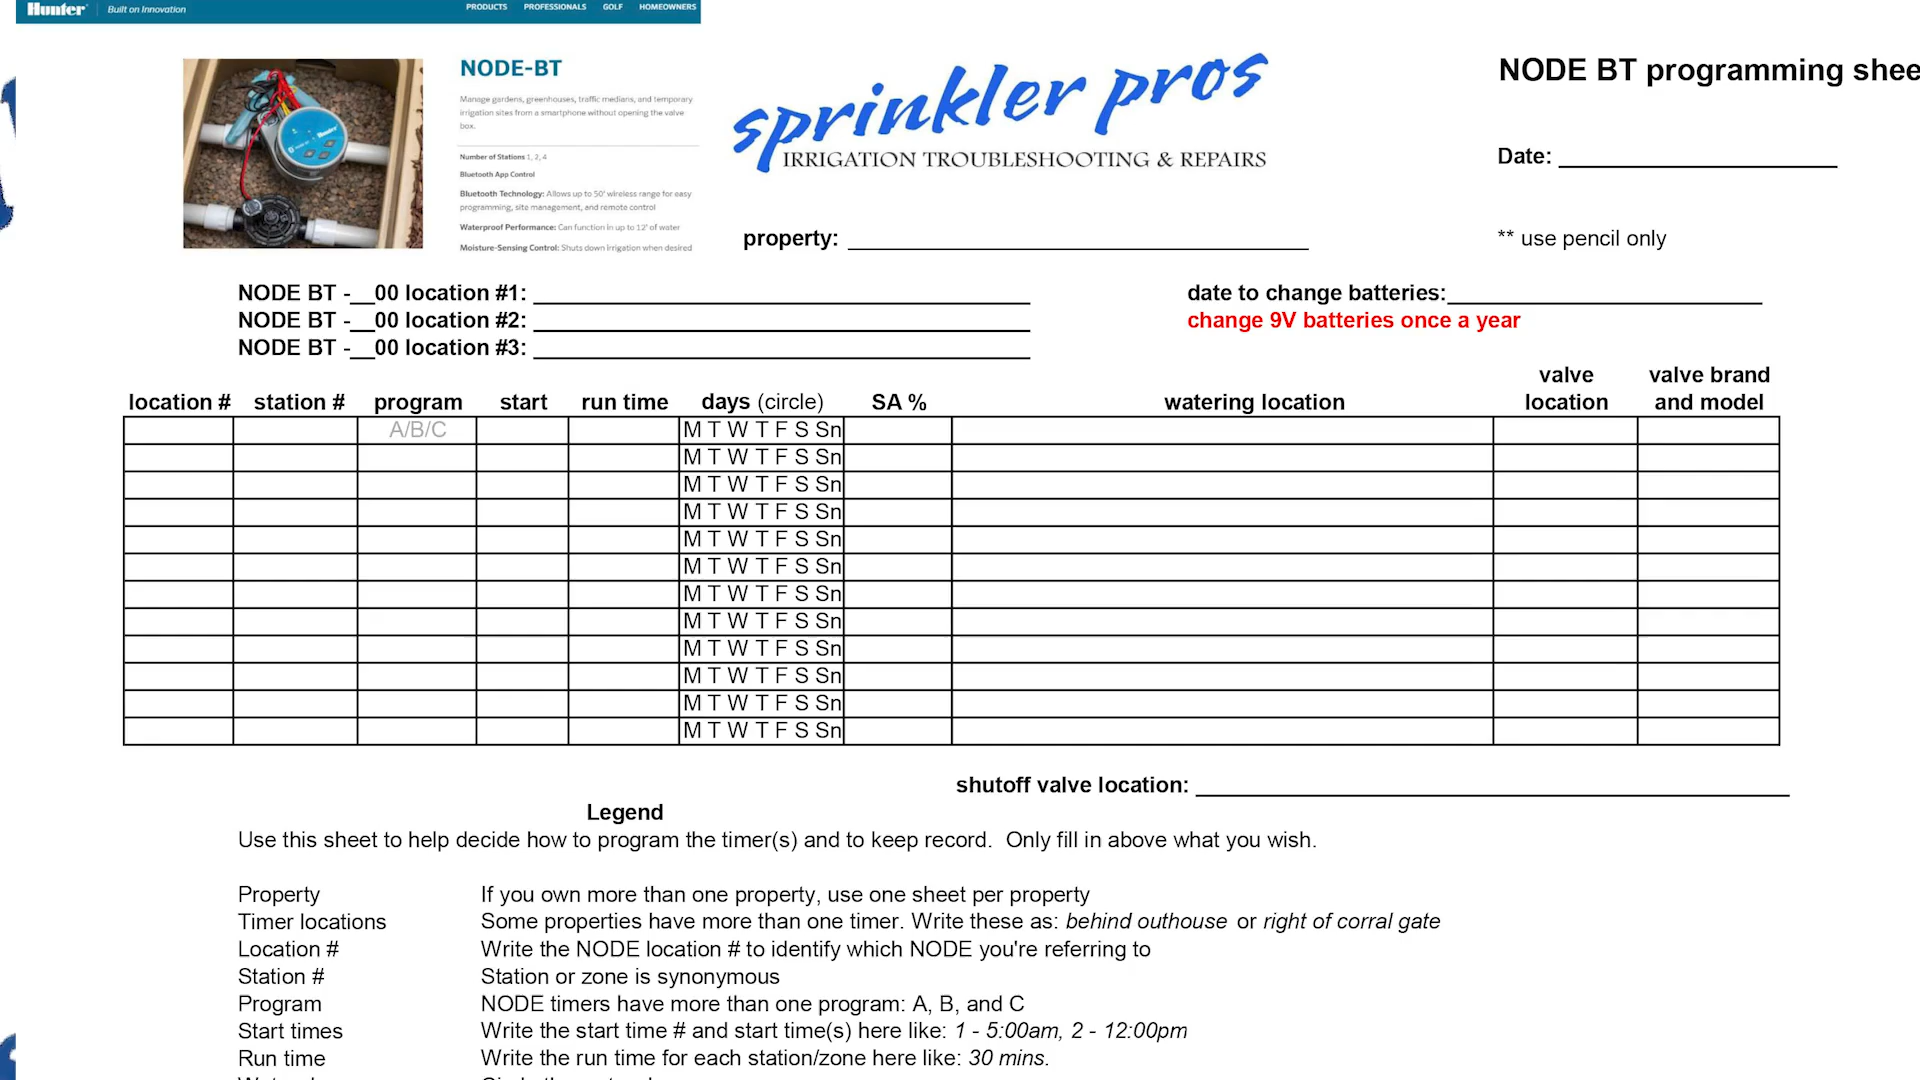 Hunter Built on Innovation PRODUCTS PROFESSIONALS GOLF HOMEOWNERS
NODE-BT
Manage gardens, greenhouses, traffic medians, and temporary
irrigation sites from a smartphone without opening the valve
box.
Number of Stations 1, 2, 4
Bluetooth App Control
Bluetooth Technology: Allows up to 50' wireless range for easy
programming, site management, and remote control
Waterproof Performance: Can function in up to 12' of water
Moisture-Sensing Control: Shuts down irrigation when desired
Hunter
sprinkler pros
IRRIGATION TROUBLESHOOTING & REPAIRS
NODE BT programming shee
Date: ____
property: ____
** use pencil only
NODE BT -__00 location #1: ____
NODE BT -__00 location #2: ____
NODE BT -__00 location #3: ____
date to change batteries:____
change 9V batteries once a year
location # station # program start run time days (circle) SA % watering location valve location valve brand and model
A/B/C M T W T F S Sn
M T W T F S Sn
M T W T F S Sn
M T W T F S Sn
M T W T F S Sn
M T W T F S Sn
M T W T F S Sn
M T W T F S Sn
M T W T F S Sn
M T W T F S Sn
M T W T F S Sn
M T W T F S Sn
shutoff valve location: ____
Legend
Use this sheet to help decide how to program the timer(s) and to keep record. Only fill in above what you wish.
Property If you own more than one property, use one sheet per property
Timer locations Some properties have more than one timer. Write these as: behind outhouse or right of corral gate
Location # Write the NODE location # to identify which NODE you're referring to
Station # Station or zone is synonymous
Program NODE timers have more than one program: A, B, and C
Start times Write the start time # and start time(s) here like: 1 - 5:00am, 2 - 12:00pm
Run time Write the run time for each station/zone here like: 30 mins.